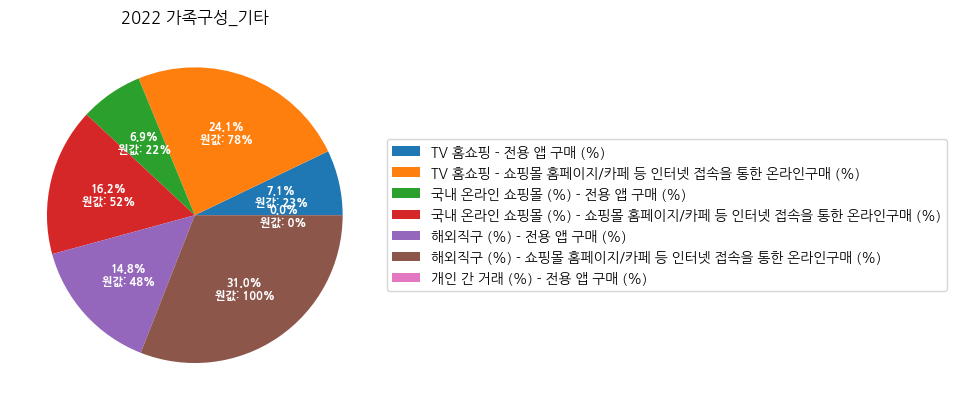 2022 가족구성_기타
24.1%
원값: 78%
6.9%
원값: 22%
16.2%
원값: 52%
7.1%
원값: 23%
0.0%
원값: 0%
14.8%
원값: 48%
31.0%
원값: 100%
TV 홈쇼핑 - 전용 앱 구매 (%)
TV 홈쇼핑 - 쇼핑몰 홈페이지/카페 등 인터넷 접속을 통한 온라인구매 (%)
국내 온라인 쇼핑몰 (%) - 전용 앱 구매 (%)
국내 온라인 쇼핑몰 (%) - 쇼핑몰 홈페이지/카페 등 인터넷 접속을 통한 온라인구매 (%)
해외직구 (%) - 전용 앱 구매 (%)
해외직구 (%) - 쇼핑몰 홈페이지/카페 등 인터넷 접속을 통한 온라인구매 (%)
개인 간 거래 (%) - 전용 앱 구매 (%)